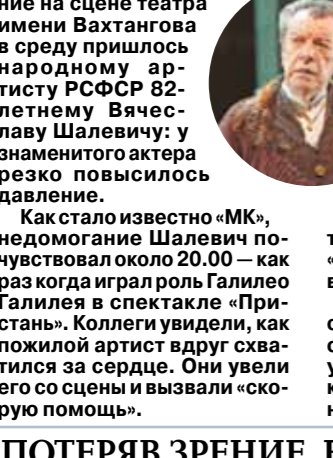 ние на сцене театра
имени Вахтангова
в среду пришлось
народному ар-
тисту РСФСР 82-
летнему Вячес-
лаву Шалевичу: у
знаменитого актера
резко повысилось
давление.
Как стало известно «МК»,
недомогание Шалевич по-
чувствовал около 20.00 — как
раз когда играл роль Галилео
Галилея в спектакле «При-
стань». Коллеги увидели, как
пожилой артист вдруг схва-
тился за сердце. Они увели
его со сцены и вызвали «ско-
рую помощь».
ПОТЕРЯВ ЗРЕНИЕ